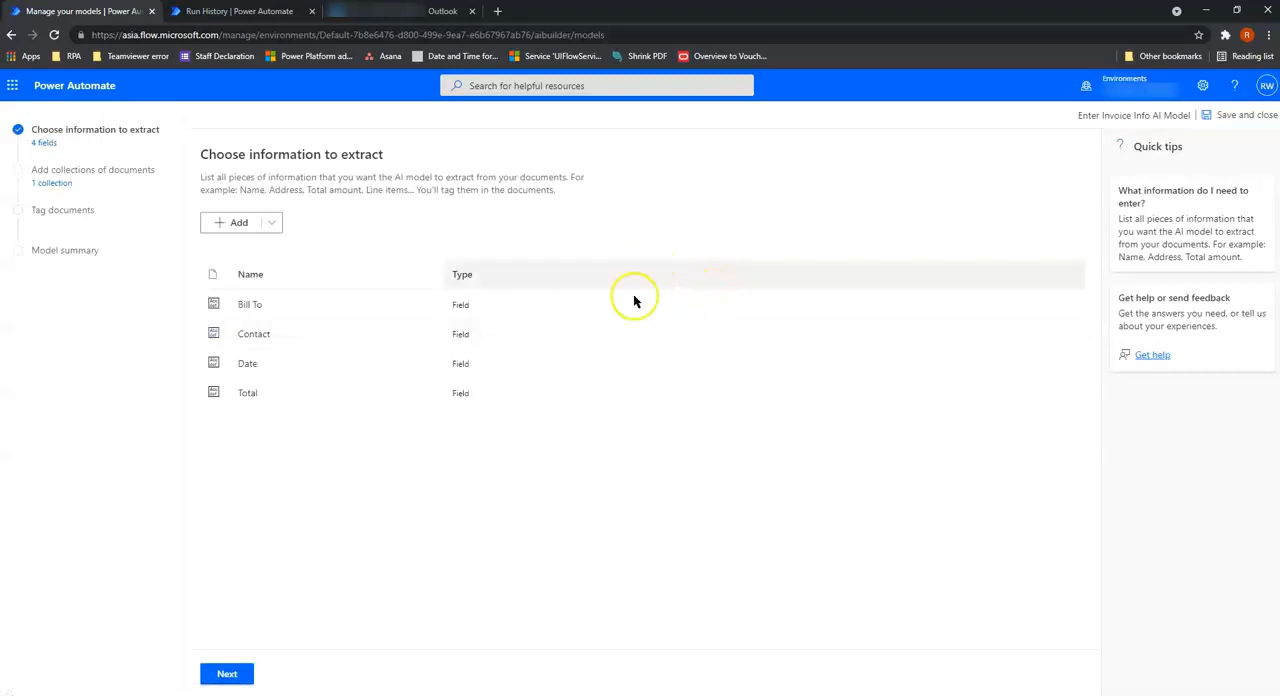 Manage your models | Power Au
Run History | Power Automate
Outlook
https://asia.flow.microsoft.com/manage/environments/Default-7b8e6476-d800-499e-9ea7-e6b67967ab76/aibuilder/models
R
Apps
RPA
Teamviewer error
Staff Declaration
Power Platform ad...
Asana
Date and Time for...
Service 'UIFlowServi...
Shrink PDF
Overview to Vouch...
Other bookmarks
Reading list
Power Automate
Search for helpful resources
Environments
?
RW
Enter Invoice Info AI Model
Save and close
Choose information to extract
4 fields
Add collections of documents
1 collection
Tag documents
Model summary
Choose information to extract
List all pieces of information that you want the AI model to extract from your documents. For
example: Name, Address, Total amount, Line items... You'll tag them in the documents.
Add
Name
Type
Bill To
Field
Contact
Field
Date
Field
Total
Field
Next
? Quick tips
What information do I need to
enter?
List all pieces of information that
you want the AI model to extract
from your documents. For example:
Name, Address, Total amount.
Get help or send feedback
Get the answers you need, or tell us
about your experiences.
Get help